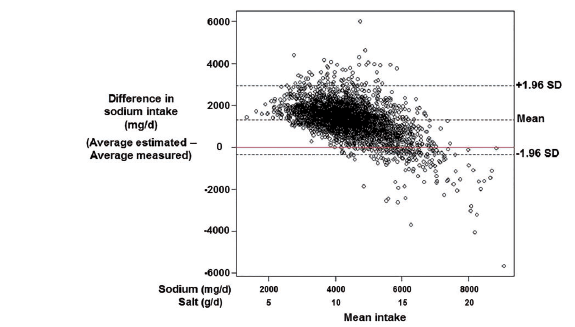 6000
4000
2000
0
-2000
-4000
-6000
Difference in
sodium intake
(mg/d)
(Average estimated –
Average measured)
+1.96 SD
Mean
-1.96 SD
Sodium (mg/d) 2000 4000 6000 8000
Salt (g/d) 5 10 15 20
Mean intake